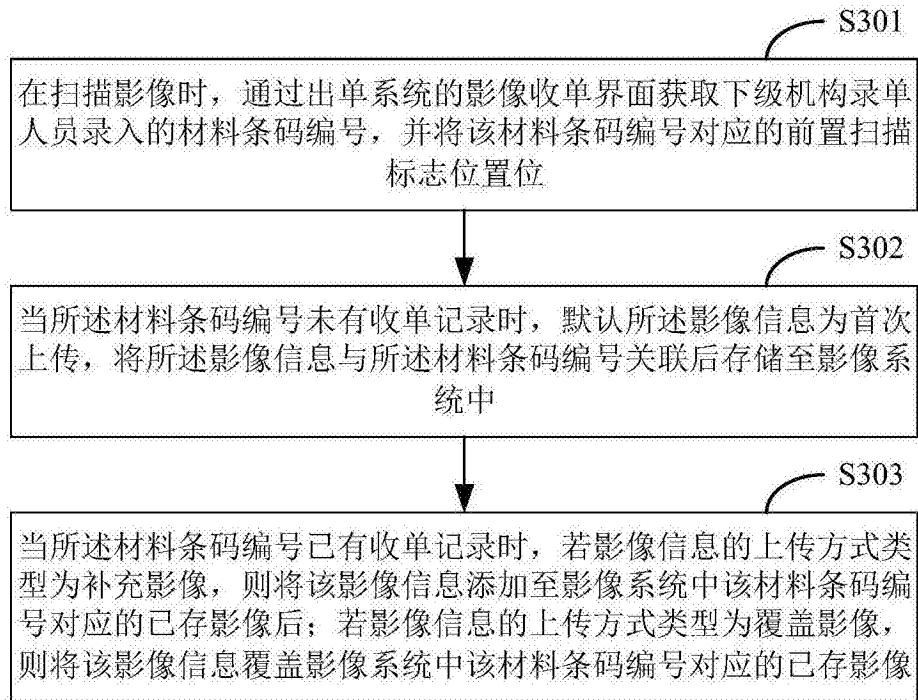 S301
在扫描影像时，通过出单系统的影像收单界面获取下级机构录单
人员录入的材料条码编号，并将该材料条码编号对应的前置扫描
标志位置位
S302
当所述材料条码编号未有收单记录时，默认所述影像信息为首次
上传，将所述影像信息与所述材料条码编号关联后存储至影像系
统中
S303
当所述材料条码编号已有收单记录时，若影像信息的上传方式类
型为补充影像，则将该影像信息添加至影像系统中该材料条码编
号对应的已存影像后；若影像信息的上传方式类型为覆盖影像，
则将该影像信息覆盖影像系统中该材料条码编号对应的已存影像